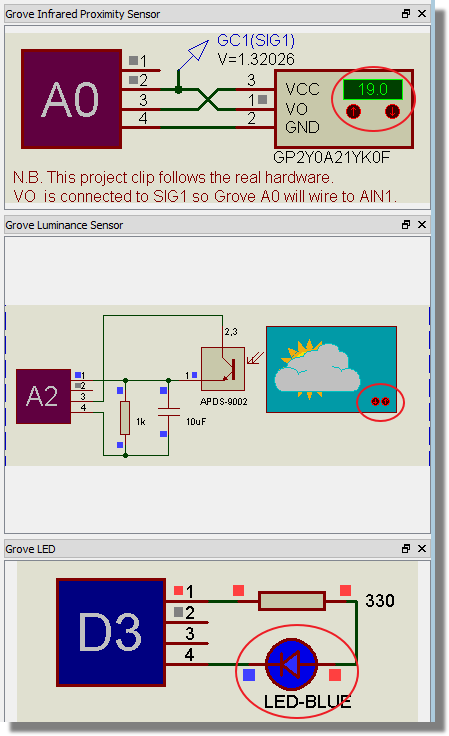 Grove Infrared Proximity Sensor
GC1(SIG1)
V=1.32026
A0
1
2
3
4
3
1
2
VCC
VO
GND
19.0
GP2Y0A21YK0F
N.B. This project clip follows the real hardware.
VO is connected to SIG1 so Grove A0 will wire to AIN1.
Grove Luminance Sensor
2,3
A2
1
2
3
4
1
APDS-9002
1k
10uF
Grove LED
D3
1
2
3
4
330
LED-BLUE